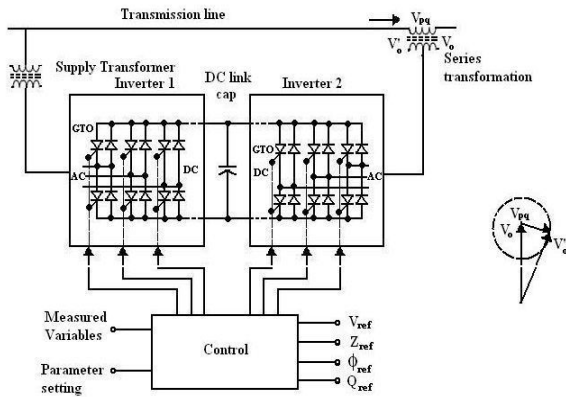 Transmission line
Vpq
V'o
Vo
Supply Transformer
Series
transformation
Inverter 1
DC link
cap
Inverter 2
GTO
AC
DC
GTO
DC
AC
Vpq
Vo
V'o
Measured
Variables
Parameter
setting
Control
Vref
Zref
ϕref
Qref